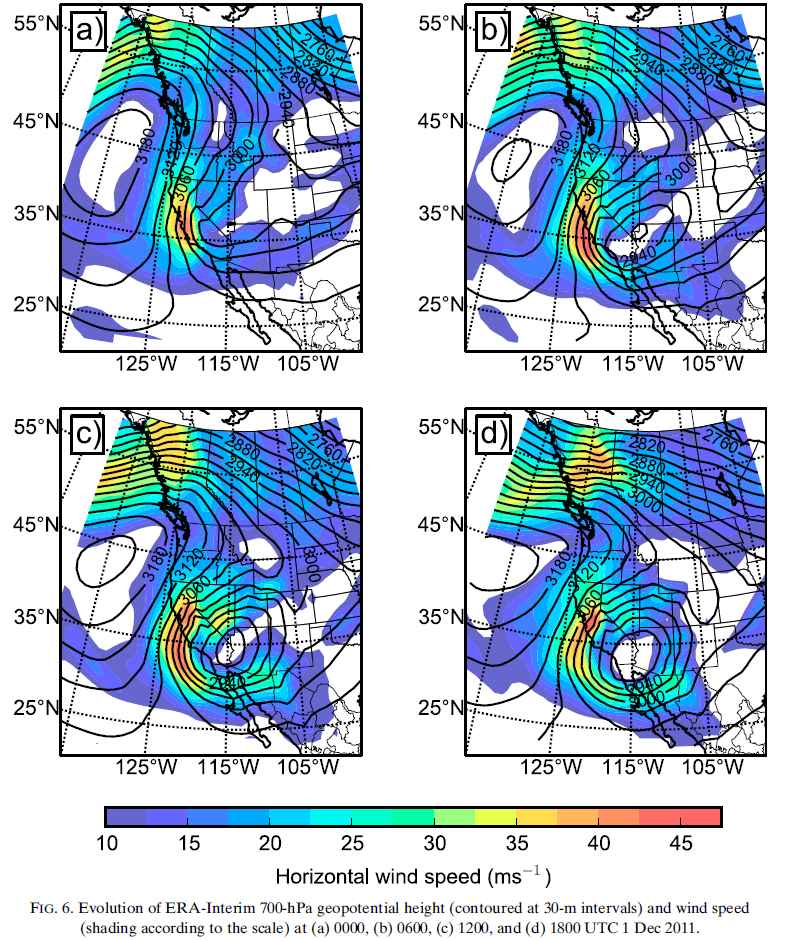 a)
55°N
45°N
35°N
25°N
125°W 115°W 105°W
2760
2820
2880
2940
3000
3180
3120
3060
b)
55°N
45°N
35°N
25°N
125°W 115°W 105°W
2760
2820
2880
2940
3180
3120
3060
3000
2940
c)
55°N
45°N
35°N
25°N
125°W 115°W 105°W
2760
2820
2880
2940
3000
3180
3120
3060
2940
d)
55°N
45°N
35°N
25°N
125°W 115°W 105°W
2820
2760
2880
2940
3000
3180
3120
3060
2940
3000
10 15 20 25 30 35 40 45
Horizontal wind speed (ms⁻¹)
FIG. 6. Evolution of ERA-Interim 700-hPa geopotential height (contoured at 30-m intervals) and wind speed
(shading according to the scale) at (a) 0000, (b) 0600, (c) 1200, and (d) 1800 UTC 1 Dec 2011.